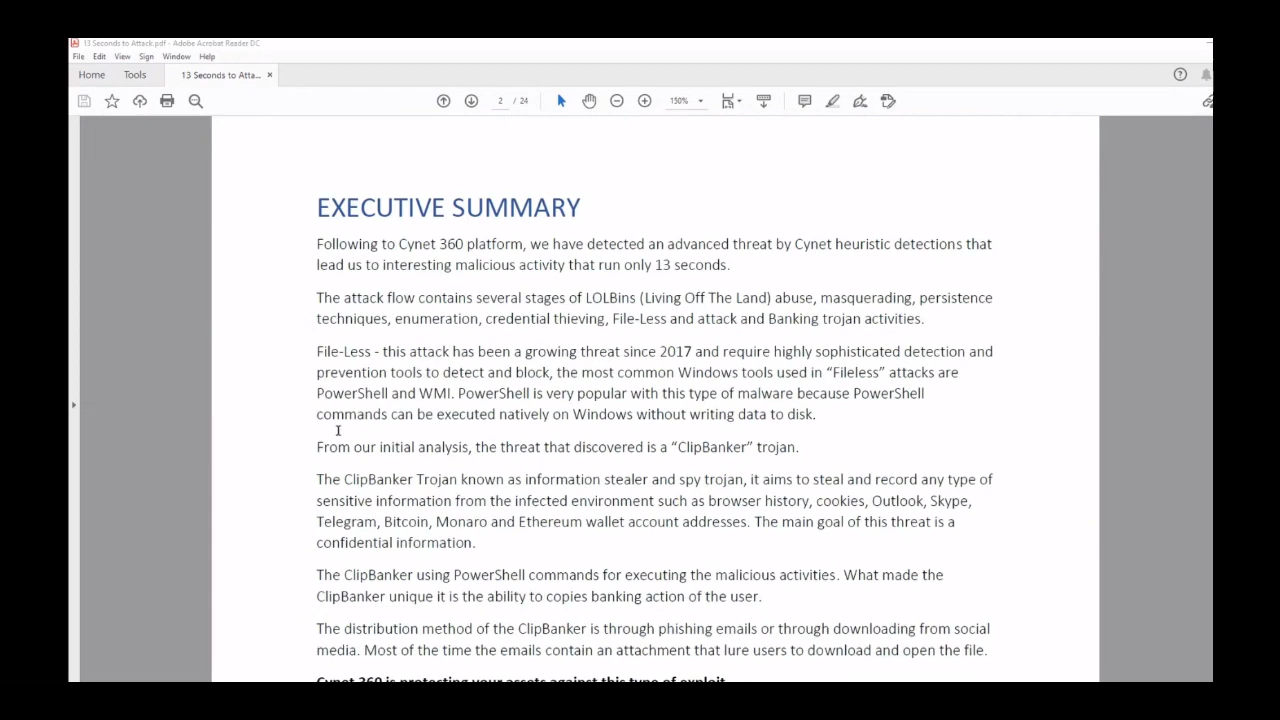 13 Seconds to Attack.pdf - Adobe Acrobat Reader DC
File Edit View Sign Window Help
Home Tools 13 Seconds to Atta... ×
2 / 24 150%
EXECUTIVE SUMMARY
Following to Cynet 360 platform, we have detected an advanced threat by Cynet heuristic detections that
lead us to interesting malicious activity that run only 13 seconds.
The attack flow contains several stages of LOLBins (Living Off The Land) abuse, masquerading, persistence
techniques, enumeration, credential thieving, File-Less and attack and Banking trojan activities.
File-Less - this attack has been a growing threat since 2017 and require highly sophisticated detection and
prevention tools to detect and block, the most common Windows tools used in “Fileless” attacks are
PowerShell and WMI. PowerShell is very popular with this type of malware because PowerShell
commands can be executed natively on Windows without writing data to disk.
From our initial analysis, the threat that discovered is a “ClipBanker” trojan.
The ClipBanker Trojan known as information stealer and spy trojan, it aims to steal and record any type of
sensitive information from the infected environment such as browser history, cookies, Outlook, Skype,
Telegram, Bitcoin, Monaro and Ethereum wallet account addresses. The main goal of this threat is a
confidential information.
The ClipBanker using PowerShell commands for executing the malicious activities. What made the
ClipBanker unique it is the ability to copies banking action of the user.
The distribution method of the ClipBanker is through phishing emails or through downloading from social
media. Most of the time the emails contain an attachment that lure users to download and open the file.
Cynet 360 is protecting your assets against this type of exploit